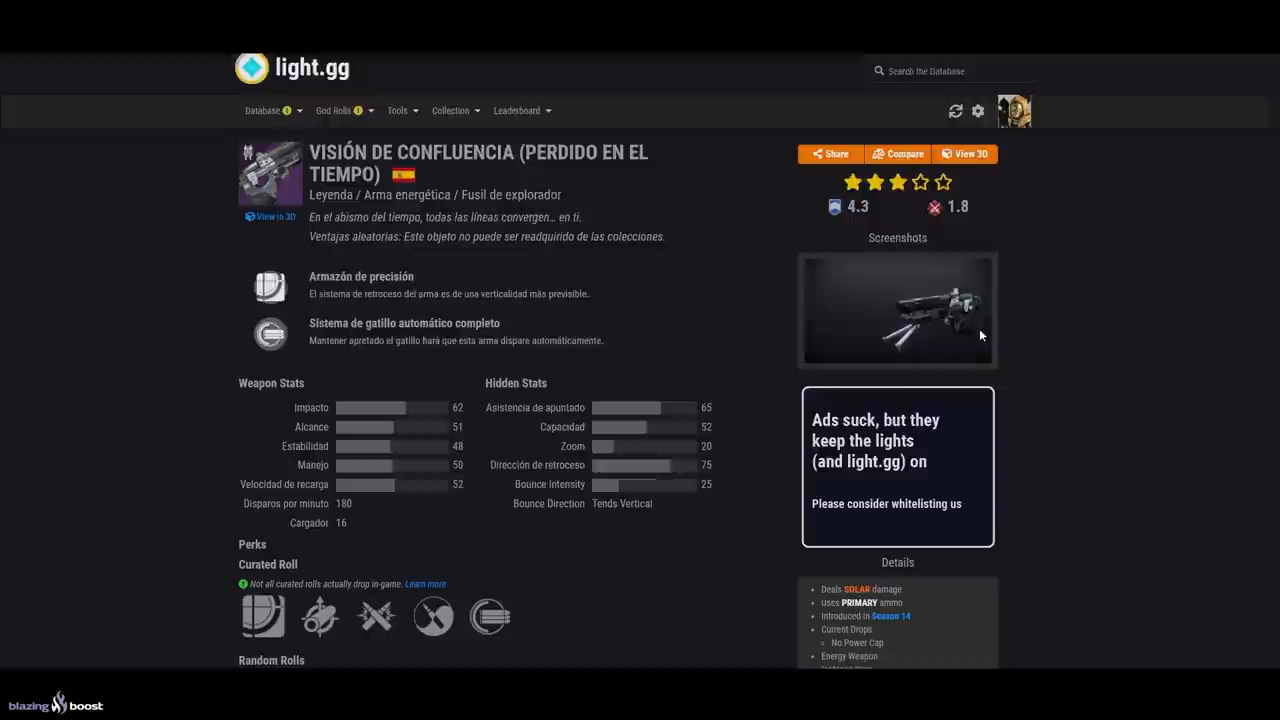 light.gg
Search the Database
Database God Rolls Tools Collection Leaderboard
VISIÓN DE CONFLUENCIA (PERDIDO EN EL
TIEMPO)
Leyenda / Arma energética / Fusil de explorador
View in 3D
En el abismo del tiempo, todas las líneas convergen... en ti.
Ventajas aleatorias: Este objeto no puede ser readquirido de las colecciones.
Armazón de precisión
El sistema de retroceso del arma es de una verticalidad más previsible.
Sistema de gatillo automático completo
Mantener apretado el gatillo hará que esta arma dispare automáticamente.
Weapon Stats
Impacto 62
Alcance 51
Estabilidad 48
Manejo 50
Velocidad de recarga 52
Disparos por minuto 180
Cargador 16
Hidden Stats
Asistencia de apuntado 65
Capacidad 52
Zoom 20
Dirección de retroceso 75
Bounce Intensity 25
Bounce Direction Tends Vertical
Perks
Curated Roll
Not all curated rolls actually drop in-game. Learn more
Random Rolls
Share Compare View 3D
4.3 1.8
Screenshots
Ads suck, but they
keep the lights
(and light.gg) on
Please consider whitelisting us
Details
Deals SOLAR damage
Uses PRIMARY ammo
Introduced in Season 14
Current Drops
No Power Cap
Energy Weapon
blazing boost